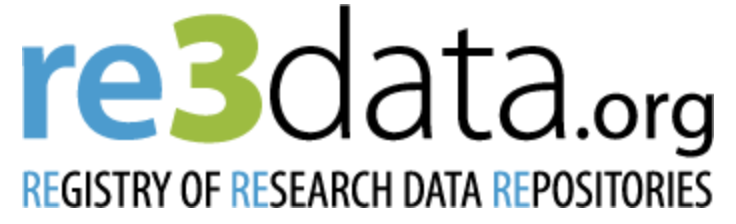 re3data.org
REGISTRY OF RESEARCH DATA REPOSITORIES